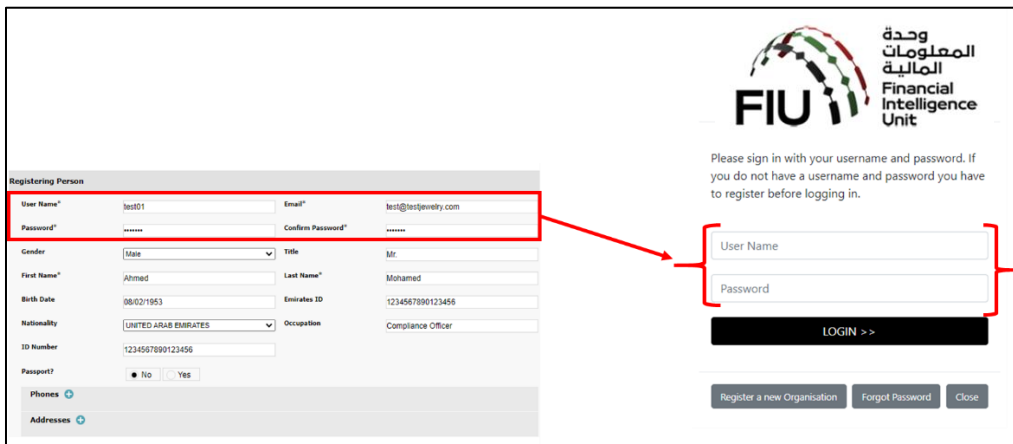 Registering Person
User Name* test01 Email* test@testjewelry.com
Password* ••••••• Confirm Password* •••••••
Gender Male Title Mr.
First Name* Ahmed Last Name* Mohamed
Birth Date 08/02/1953 Emirates ID 1234567890123456
Nationality UNITED ARAB EMIRATES Occupation Compliance Officer
ID Number 1234567890123456
Passport? No Yes
Phones
Addresses
وحدة
المعلومات
المالية
FIU
Financial
Intelligence
Unit
Please sign in with your username and password. If
you do not have a username and password you have
to register before logging in.
User Name
Password
LOGIN >>
Register a new Organisation Forgot Password Close